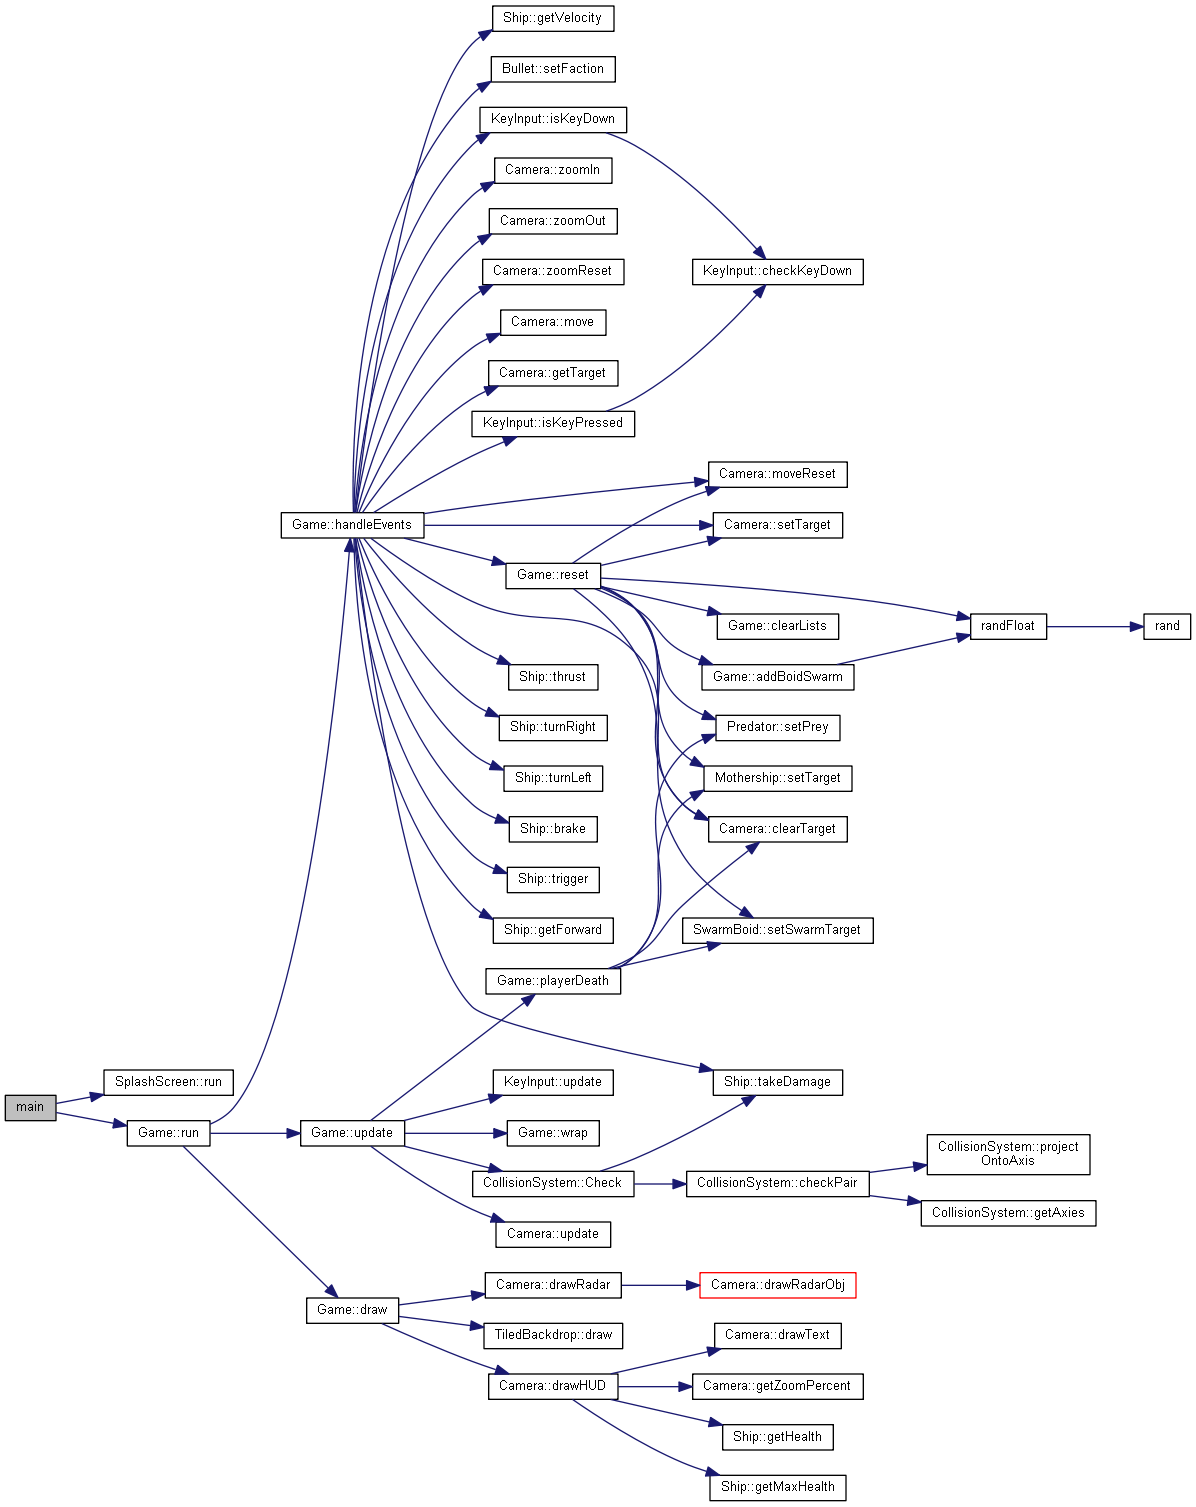 Ship::getVelocity
Bullet::setFaction
KeyInput::isKeyDown
Camera::zoomIn
Camera::zoomOut
Camera::zoomReset
KeyInput::checkKeyDown
Camera::move
Camera::getTarget
KeyInput::isKeyPressed
Camera::moveReset
Game::handleEvents
Camera::setTarget
Game::reset
Game::clearLists
randFloat
rand
Ship::thrust
Game::addBoidSwarm
Ship::turnRight
Predator::setPrey
Ship::turnLeft
Mothership::setTarget
Ship::brake
Camera::clearTarget
Ship::trigger
Ship::getForward
SwarmBoid::setSwarmTarget
Game::playerDeath
SplashScreen::run
KeyInput::update
Ship::takeDamage
main
Game::run
Game::update
Game::wrap
CollisionSystem::project
OntoAxis
CollisionSystem::Check
CollisionSystem::checkPair
CollisionSystem::getAxies
Camera::update
Camera::drawRadar
Camera::drawRadarObj
Game::draw
TiledBackdrop::draw
Camera::drawText
Camera::drawHUD
Camera::getZoomPercent
Ship::getHealth
Ship::getMaxHealth